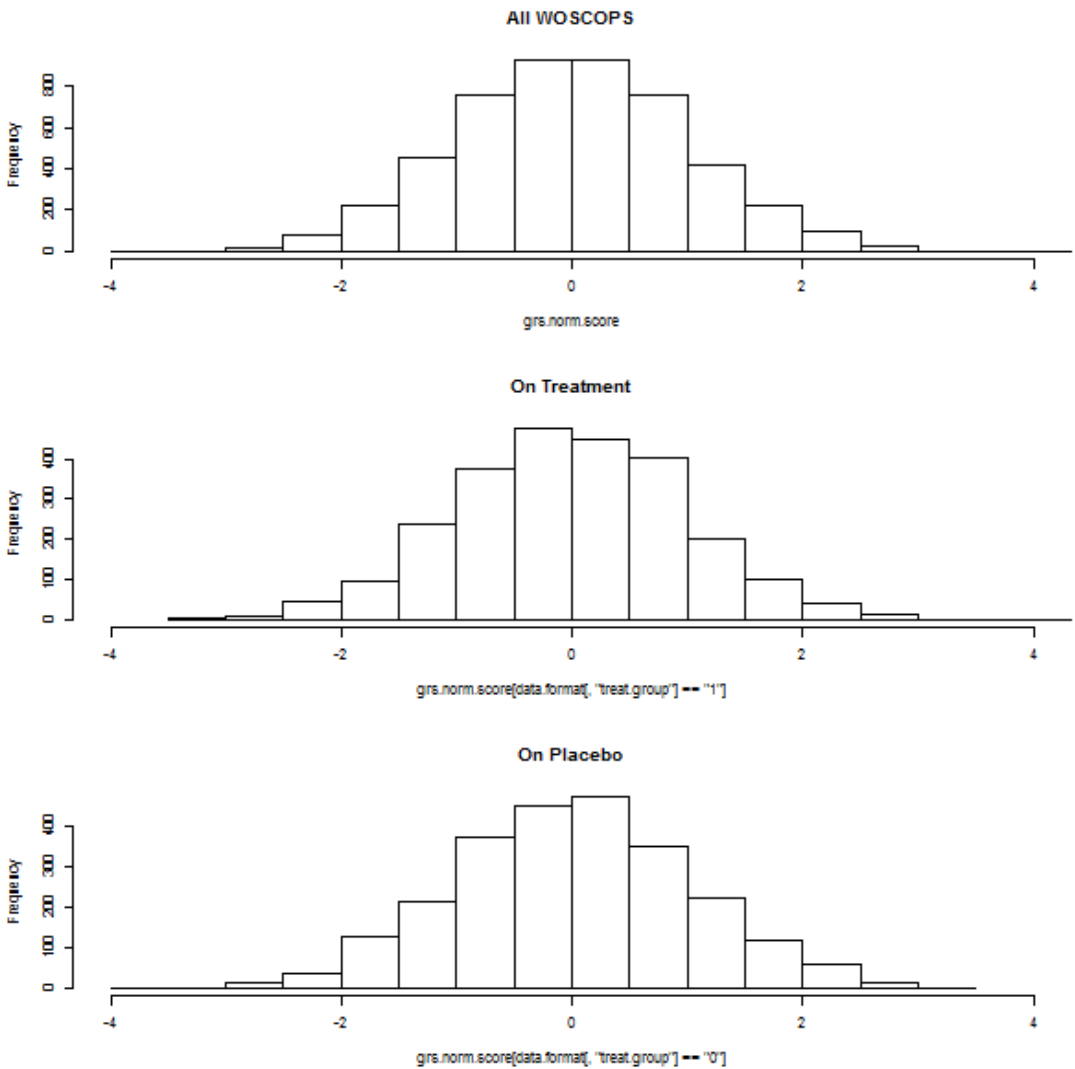 All WOSCOPS
Frequency
800
600
400
200
0
-4 -2 0 2 4
grs.norm.score
On Treatment
Frequency
400
300
200
100
0
-4 -2 0 2 4
grs.norm.score[data.format[, "treat.group"] == "1"]
On Placebo
Frequency
400
300
200
100
0
-4 -2 0 2 4
grs.norm.score[data.format[, "treat.group"] == "0"]